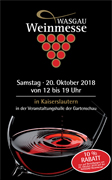 WASGAU
Weinmesse
Samstag · 20. Oktober 2018
von 12 bis 19 Uhr
in Kaiserslautern
in der Veranstaltungshalle der Gartenschau
10 %
RABATT